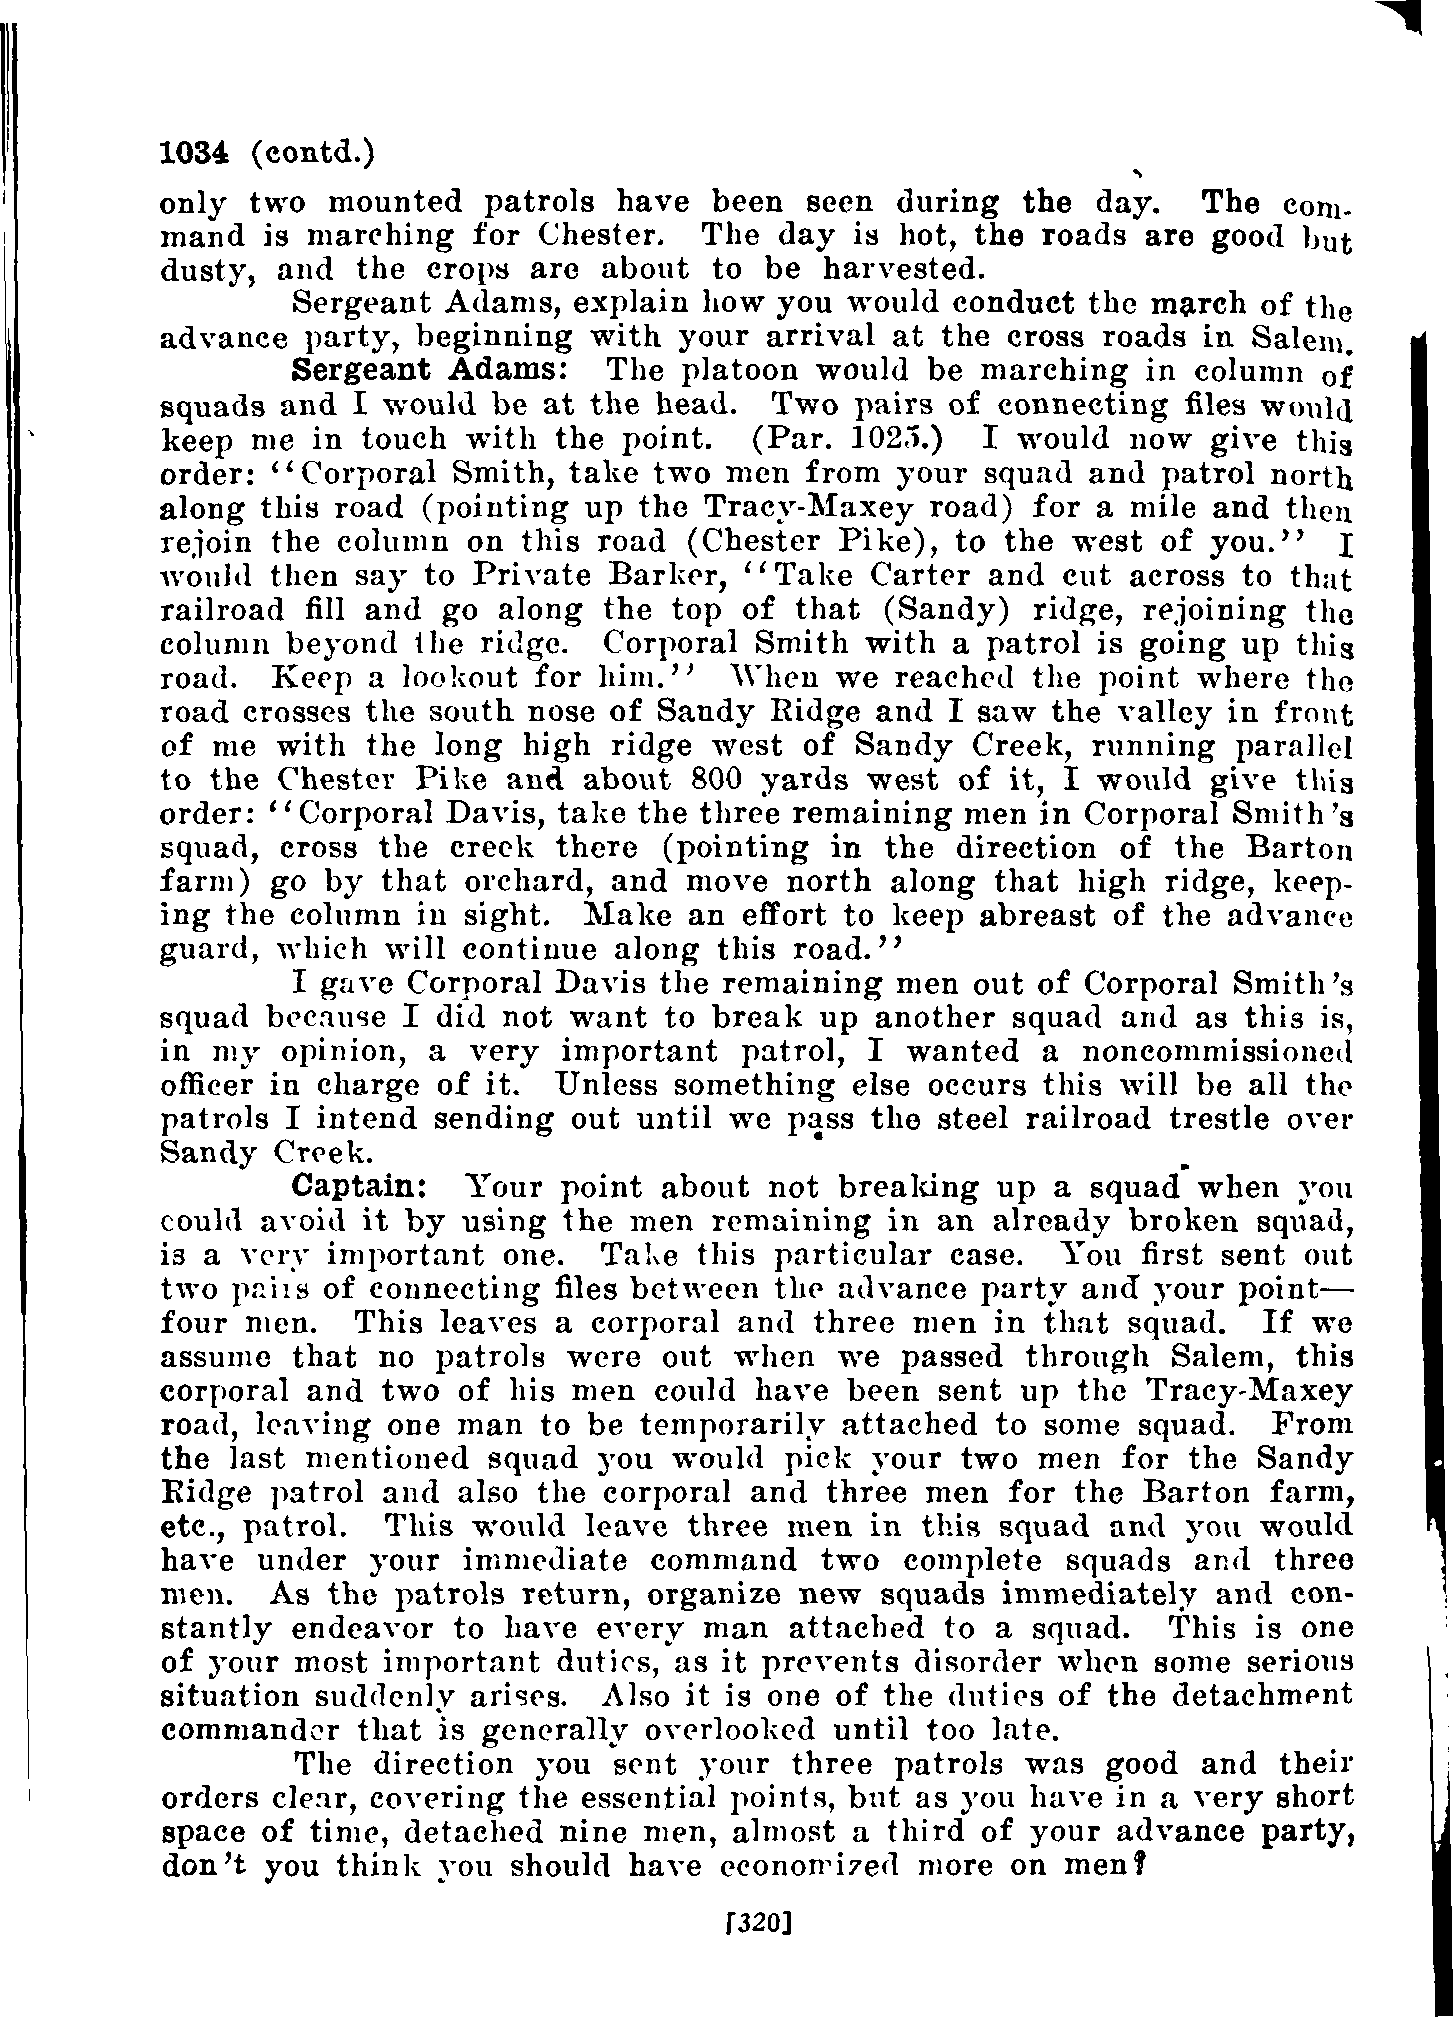 1034 (contd.)
only two mounted patrols have been seen during the day. The com-
mand is marching for Chester. The day is hot, the roads are good but
dusty, and the crops are about to be harvested.
Sergeant Adams, explain how you would conduct the march of the
advance party, beginning with your arrival at the cross roads in Salem.
Sergeant Adams: The platoon would be marching in column of
squads and I would be at the head. Two pairs of connecting files would
keep me in touch with the point. (Par. 1025.) I would now give this
order: "Corporal Smith, take two men from your squad and patrol north
along this road (pointing up the Tracy-Maxey road) for a mile and then
rejoin the column on this road (Chester Pike), to the west of you." I
would then say to Private Barker, "Take Carter and cut across to that
railroad fill and go along the top of that (Sandy) ridge, rejoining the
column beyond the ridge. Corporal Smith with a patrol is going up this
road. Keep a lookout for him." When we reached the point where the
road crosses the south nose of Sandy Ridge and I saw the valley in front
of me with the long high ridge west of Sandy Creek, running parallel
to the Chester Pike and about 800 yards west of it, I would give this
order: "Corporal Davis, take the three remaining men in Corporal Smith's
squad, cross the creek there (pointing in the direction of the Barton
farm) go by that orchard, and move north along that high ridge, keep-
ing the column in sight. Make an effort to keep abreast of the advance
guard, which will continue along this road."
I gave Corporal Davis the remaining men out of Corporal Smith's
squad because I did not want to break up another squad and as this is,
in my opinion, a very important patrol, I wanted a noncommissioned
officer in charge of it. Unless something else occurs this will be all the
patrols I intend sending out until we pass the steel railroad trestle over
Sandy Creek.
Captain: Your point about not breaking up a squad when you
could avoid it by using the men remaining in an already broken squad,
is a very important one. Take this particular case. You first sent out
two pairs of connecting files between the advance party and your point—
four men. This leaves a corporal and three men in that squad. If we
assume that no patrols were out when we passed through Salem, this
corporal and two of his men could have been sent up the Tracy-Maxey
road, leaving one man to be temporarily attached to some squad. From
the last mentioned squad you would pick your two men for the Sandy
Ridge patrol and also the corporal and three men for the Barton farm,
etc., patrol. This would leave three men in this squad and you would
have under your immediate command two complete squads and three
men. As the patrols return, organize new squads immediately and con-
stantly endeavor to have every man attached to a squad. This is one
of your most important duties, as it prevents disorder when some serious
situation suddenly arises. Also it is one of the duties of the detachment
commander that is generally overlooked until too late.
The direction you sent your three patrols was good and their
orders clear, covering the essential points, but as you have in a very short
space of time, detached nine men, almost a third of your advance party,
don't you think you should have economized more on men?
[320]